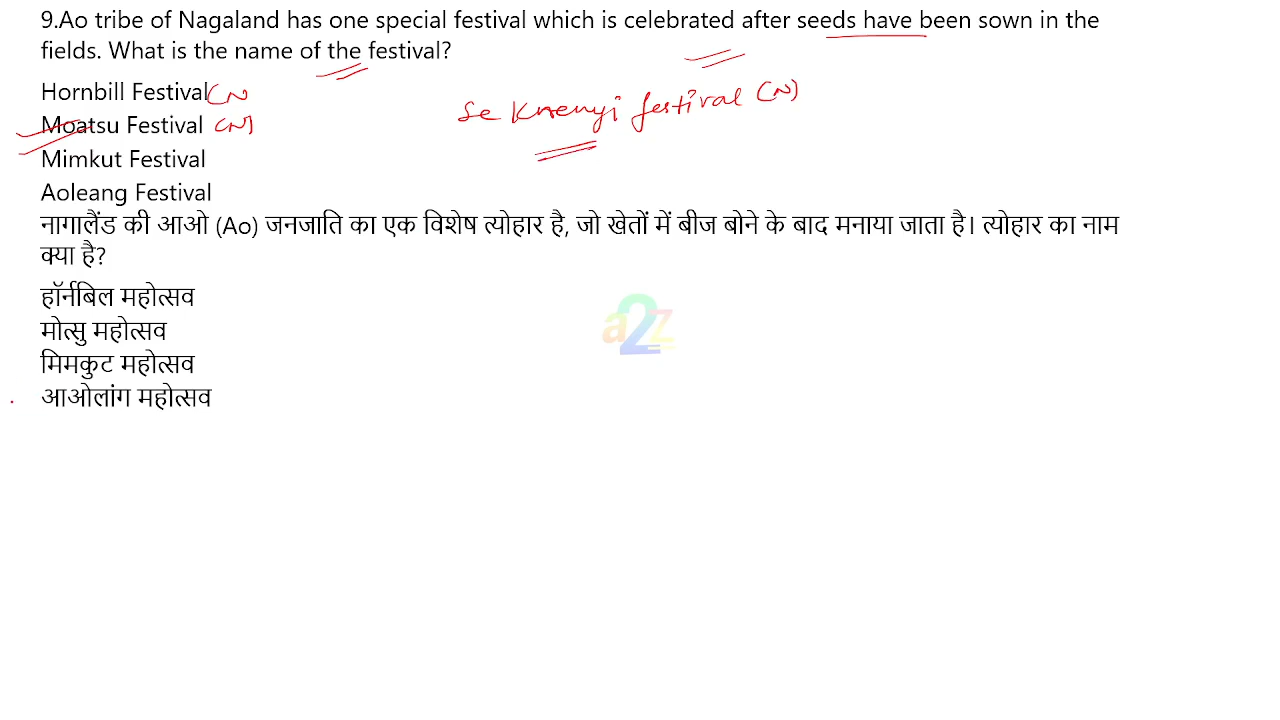 9.Ao tribe of Nagaland has one special festival which is celebrated after seeds have been sown in the
fields. What is the name of the festival?
Hornbill Festival (N
Moatsu Festival (N)
Se Krenyi festival (N)
Mimkut Festival
Aoleang Festival
नागालैंड की आओ (Ao) जनजाति का एक विशेष त्योहार है, जो खेतों में बीज बोने के बाद मनाया जाता है। त्योहार का नाम
क्या है?
हॉर्नबिल महोत्सव
मोत्सु महोत्सव
मिमकुट महोत्सव
आओलांग महोत्सव
a2z